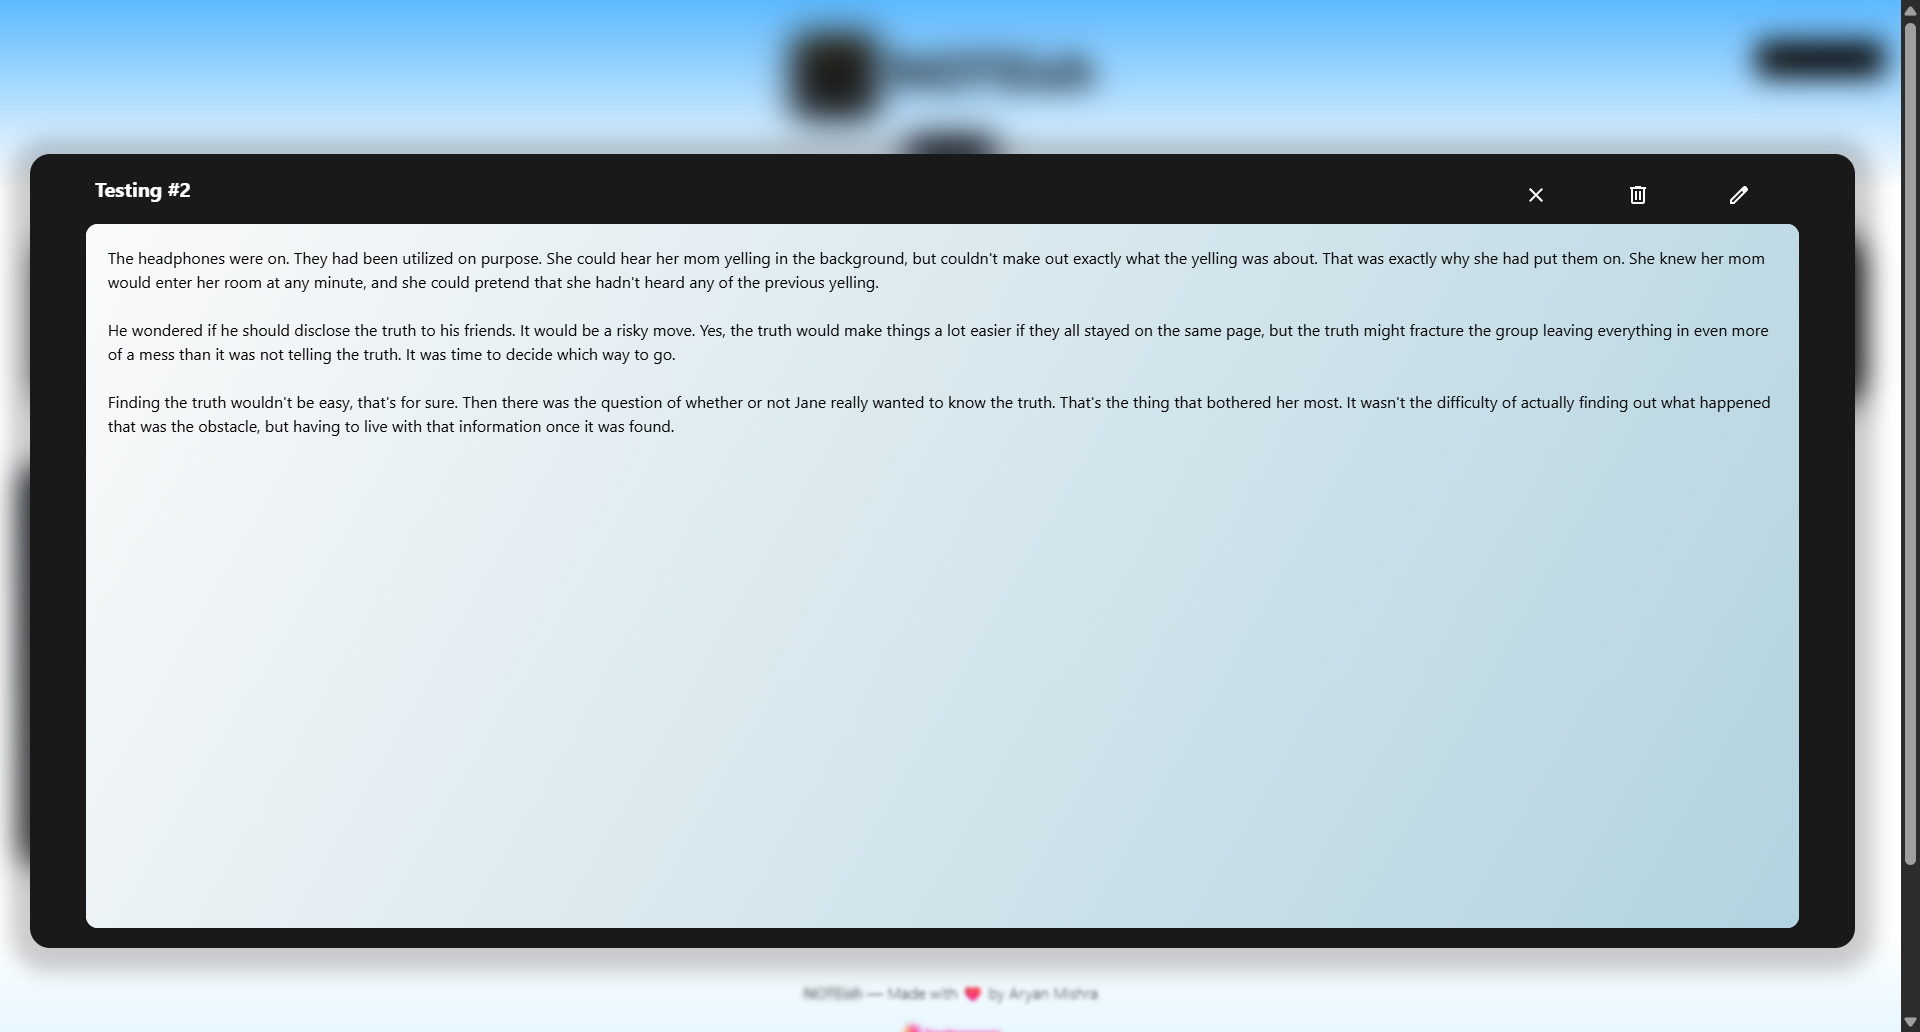 Testing #2
The headphones were on. They had been utilized on purpose. She could hear her mom yelling in the background, but couldn't make out exactly what the yelling was about. That was exactly why she had put them on. She knew her mom
would enter her room at any minute, and she could pretend that she hadn't heard any of the previous yelling.
He wondered if he should disclose the truth to his friends. It would be a risky move. Yes, the truth would make things a lot easier if they all stayed on the same page, but the truth might fracture the group leaving everything in even more
of a mess than it was not telling the truth. It was time to decide which way to go.
Finding the truth wouldn't be easy, that's for sure. Then there was the question of whether or not Jane really wanted to know the truth. That's the thing that bothered her most. It wasn't the difficulty of actually finding out what happened
that was the obstacle, but having to live with that information once it was found.
NOTEish — Made with ❤ by Aryan Mishra